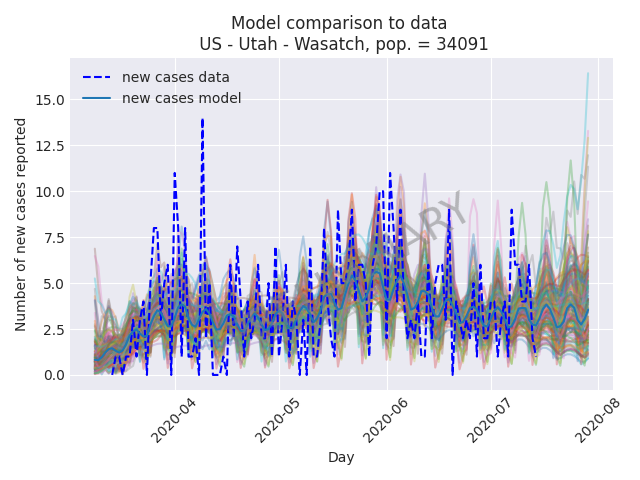 Model comparison to data
US - Utah - Wasatch, pop. = 34091
new cases data
new cases model
Number of new cases reported
15.0
12.5
10.0
7.5
5.0
2.5
0.0
2020-04
2020-05
2020-06
2020-07
2020-08
Day